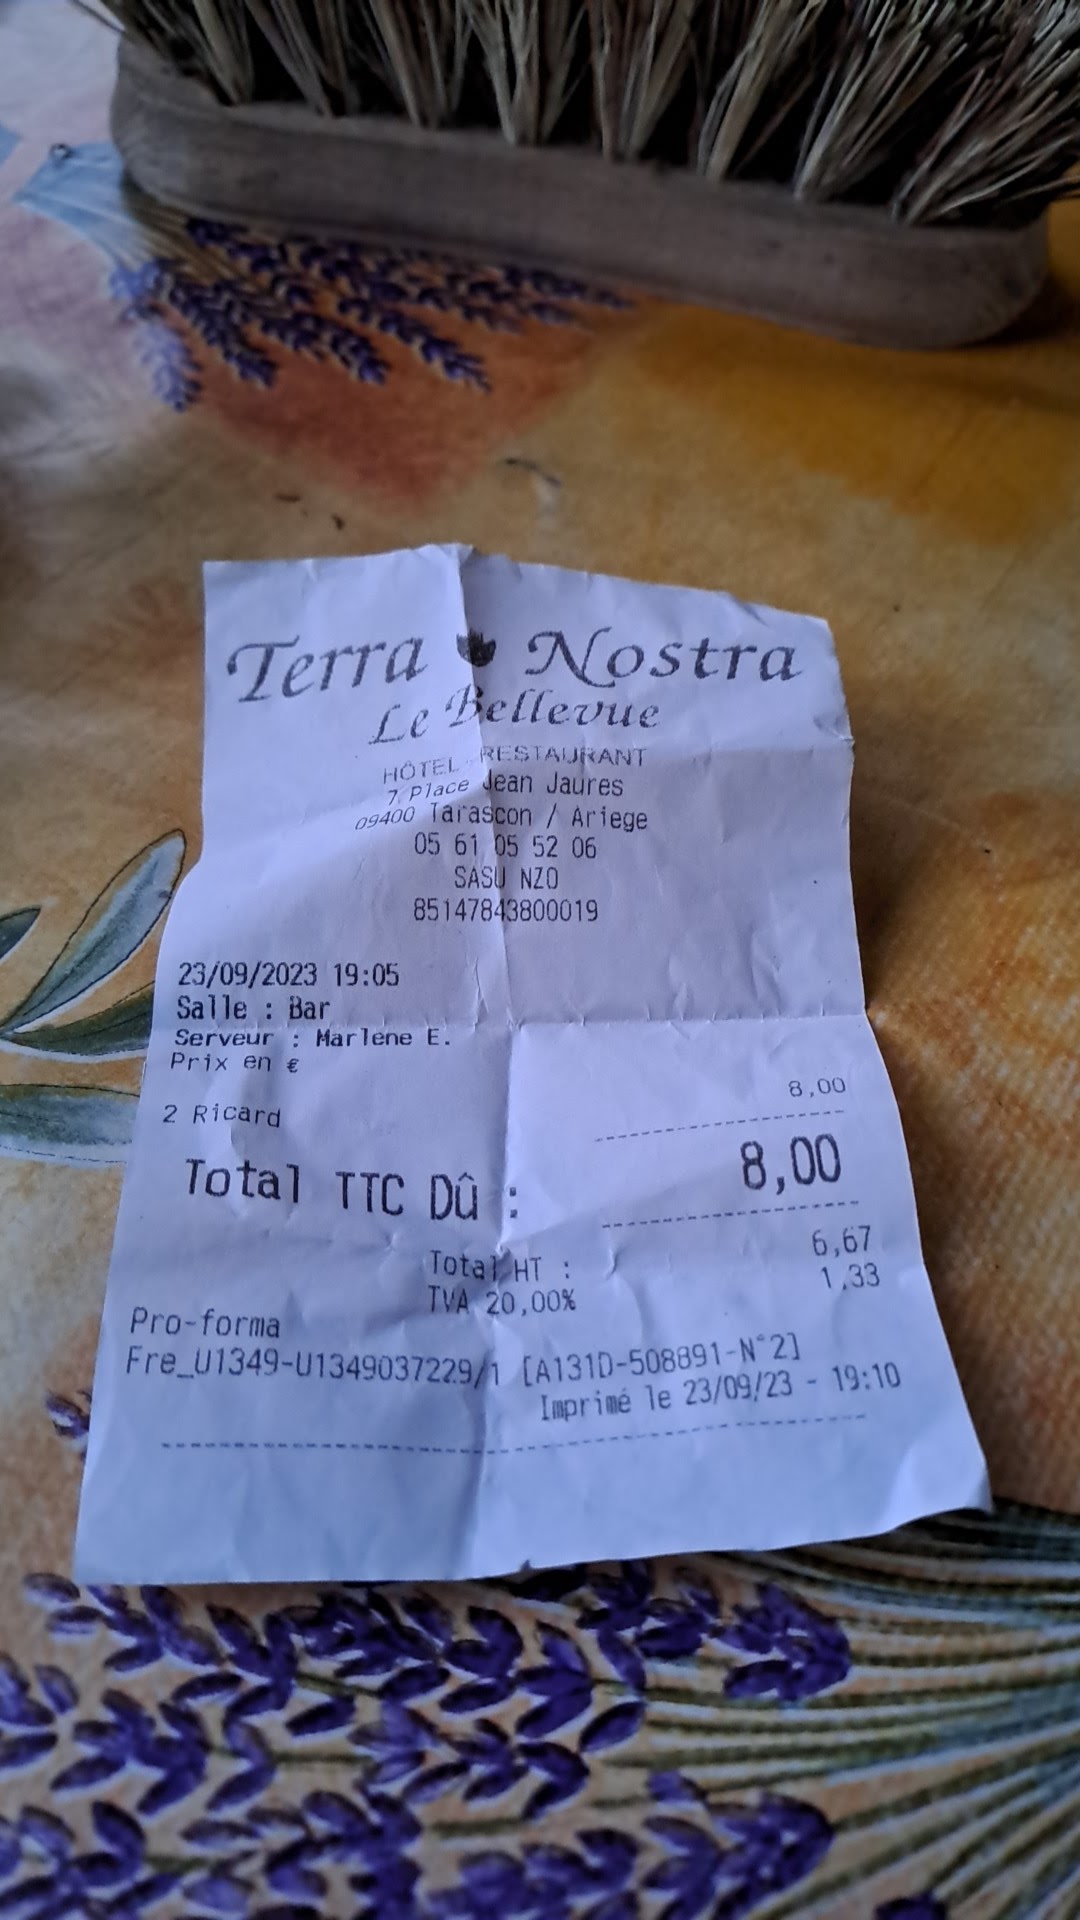 Terra Nostra
Le Bellevue
HÔTEL - RESTAURANT
7, Place Jean Jaures
09400 Tarascon / Ariege
05 61 05 52 06
SASU NZO
85147843800019
23/09/2023 19:05
Salle : Bar
Serveur : Marlene E.
Prix en €
2 Ricard 8,00
Total TTC Dû : 8,00
Total HT : 6,67
TVA 20,00% 1,33
Pro-forma
Fre_U1349-U1349037229/1 [A131D-508891-N°2]
Imprimé le 23/09/23 - 19:10